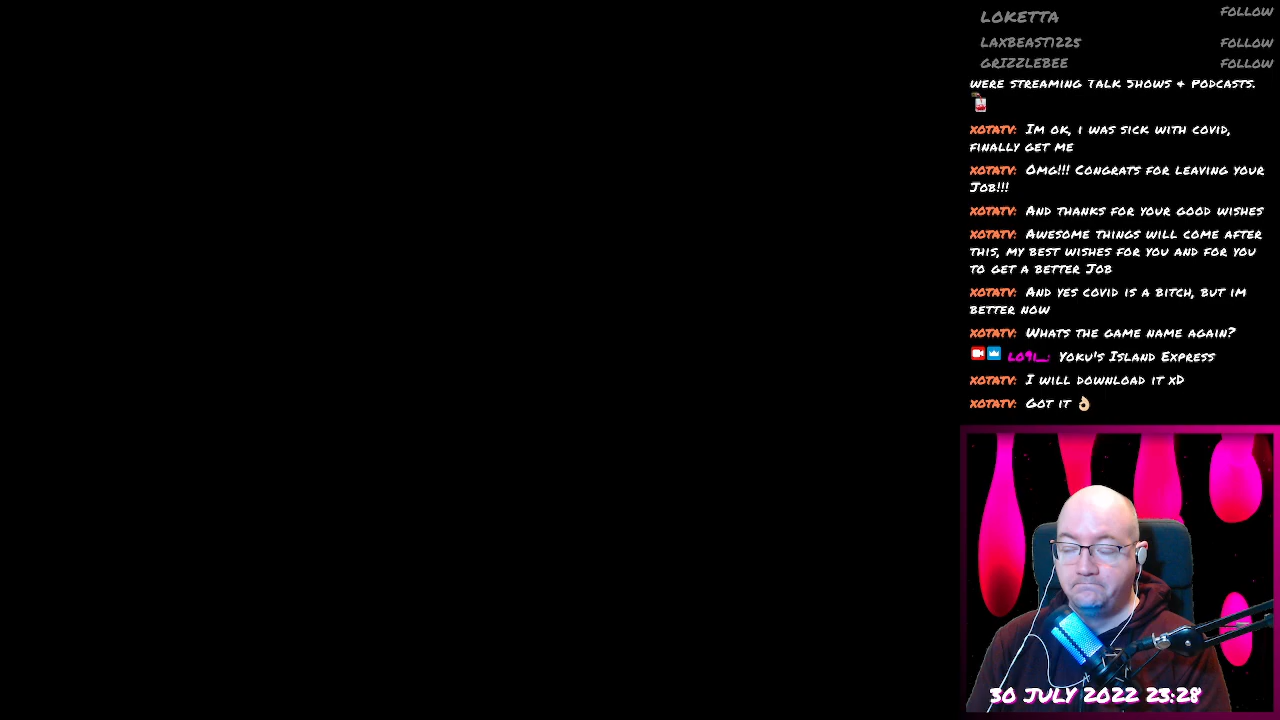 LOKETTA FOLLOW
LAXBEAST1225 FOLLOW
GRIZZLEBEE FOLLOW
WERE STREAMING TALK SHOWS & PODCASTS.
XOTATV: IM OK, I WAS SICK WITH COVID,
FINALLY GET ME
XOTATV: OMG!!! CONGRATS FOR LEAVING YOUR
JOB!!!
XOTATV: AND THANKS FOR YOUR GOOD WISHES
XOTATV: AWESOME THINGS WILL COME AFTER
THIS, MY BEST WISHES FOR YOU AND FOR YOU
TO GET A BETTER JOB
XOTATV: AND YES COVID IS A BITCH, BUT IM
BETTER NOW
XOTATV: WHATS THE GAME NAME AGAIN?
LO9I_: YOKU'S ISLAND EXPRESS
XOTATV: I WILL DOWNLOAD IT XD
XOTATV: GOT IT 👌🏼
30 JULY 2022 23:28